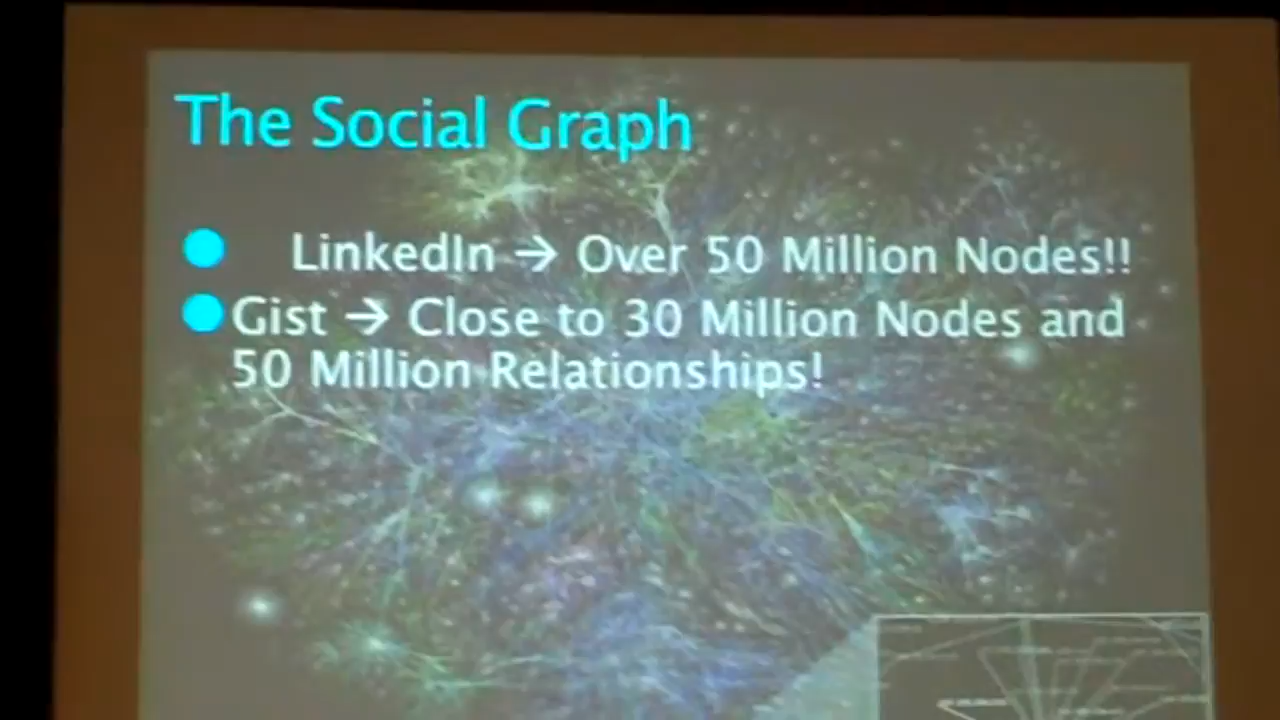 The Social Graph
LinkedIn → Over 50 Million Nodes!!
Gist → Close to 30 Million Nodes and
50 Million Relationships!